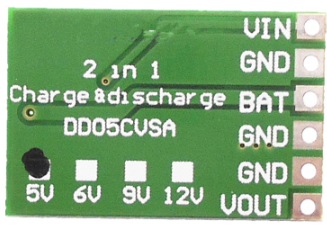 VIN
GND
2 in 1
Charge&discharge
BAT
DD05CVSA
GND
GND
5V 6V 9V 12V
VOUT